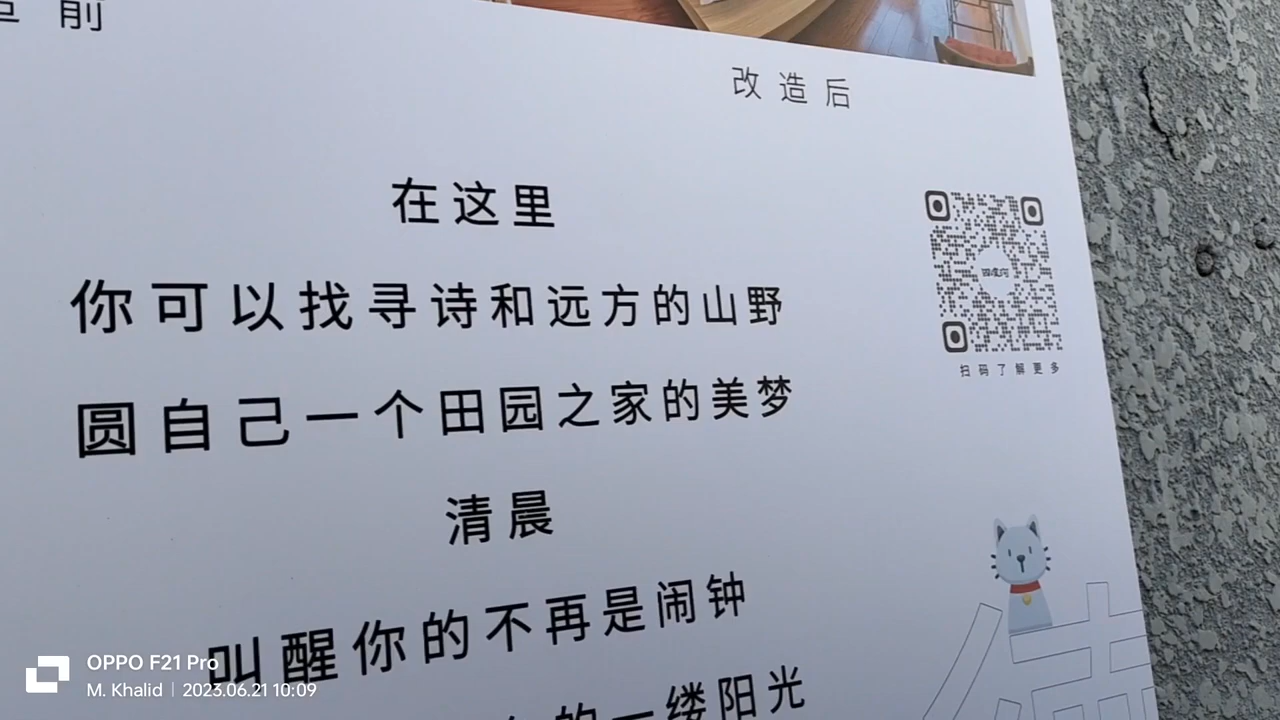 前
改造后
在这里
你可以找寻诗和远方的山野
扫码了解更多
圆自己一个田园之家的美梦
清晨
叫醒你的不再是闹钟
的一缕阳光
OPPO F21 Pro
M. Khalid | 2023.06.21 10:09